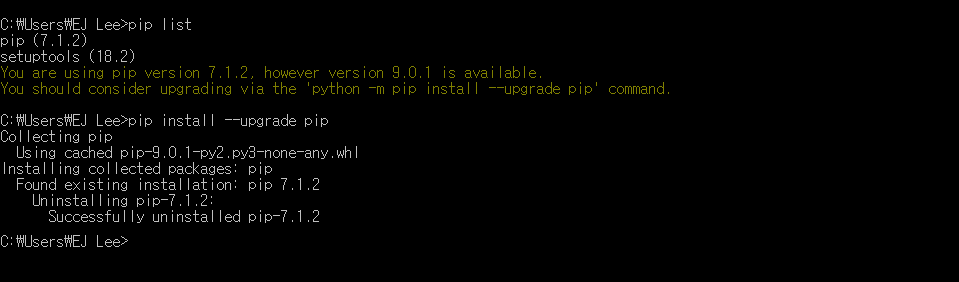 C:₩Users₩EJ Lee>pip list
pip (7.1.2)
setuptools (18.2)
You are using pip version 7.1.2, however version 9.0.1 is available.
You should consider upgrading via the 'python -m pip install --upgrade pip' command.
C:₩Users₩EJ Lee>pip install --upgrade pip
Collecting pip
  Using cached pip-9.0.1-py2.py3-none-any.whl
Installing collected packages: pip
  Found existing installation: pip 7.1.2
    Uninstalling pip-7.1.2:
      Successfully uninstalled pip-7.1.2
C:₩Users₩EJ Lee>